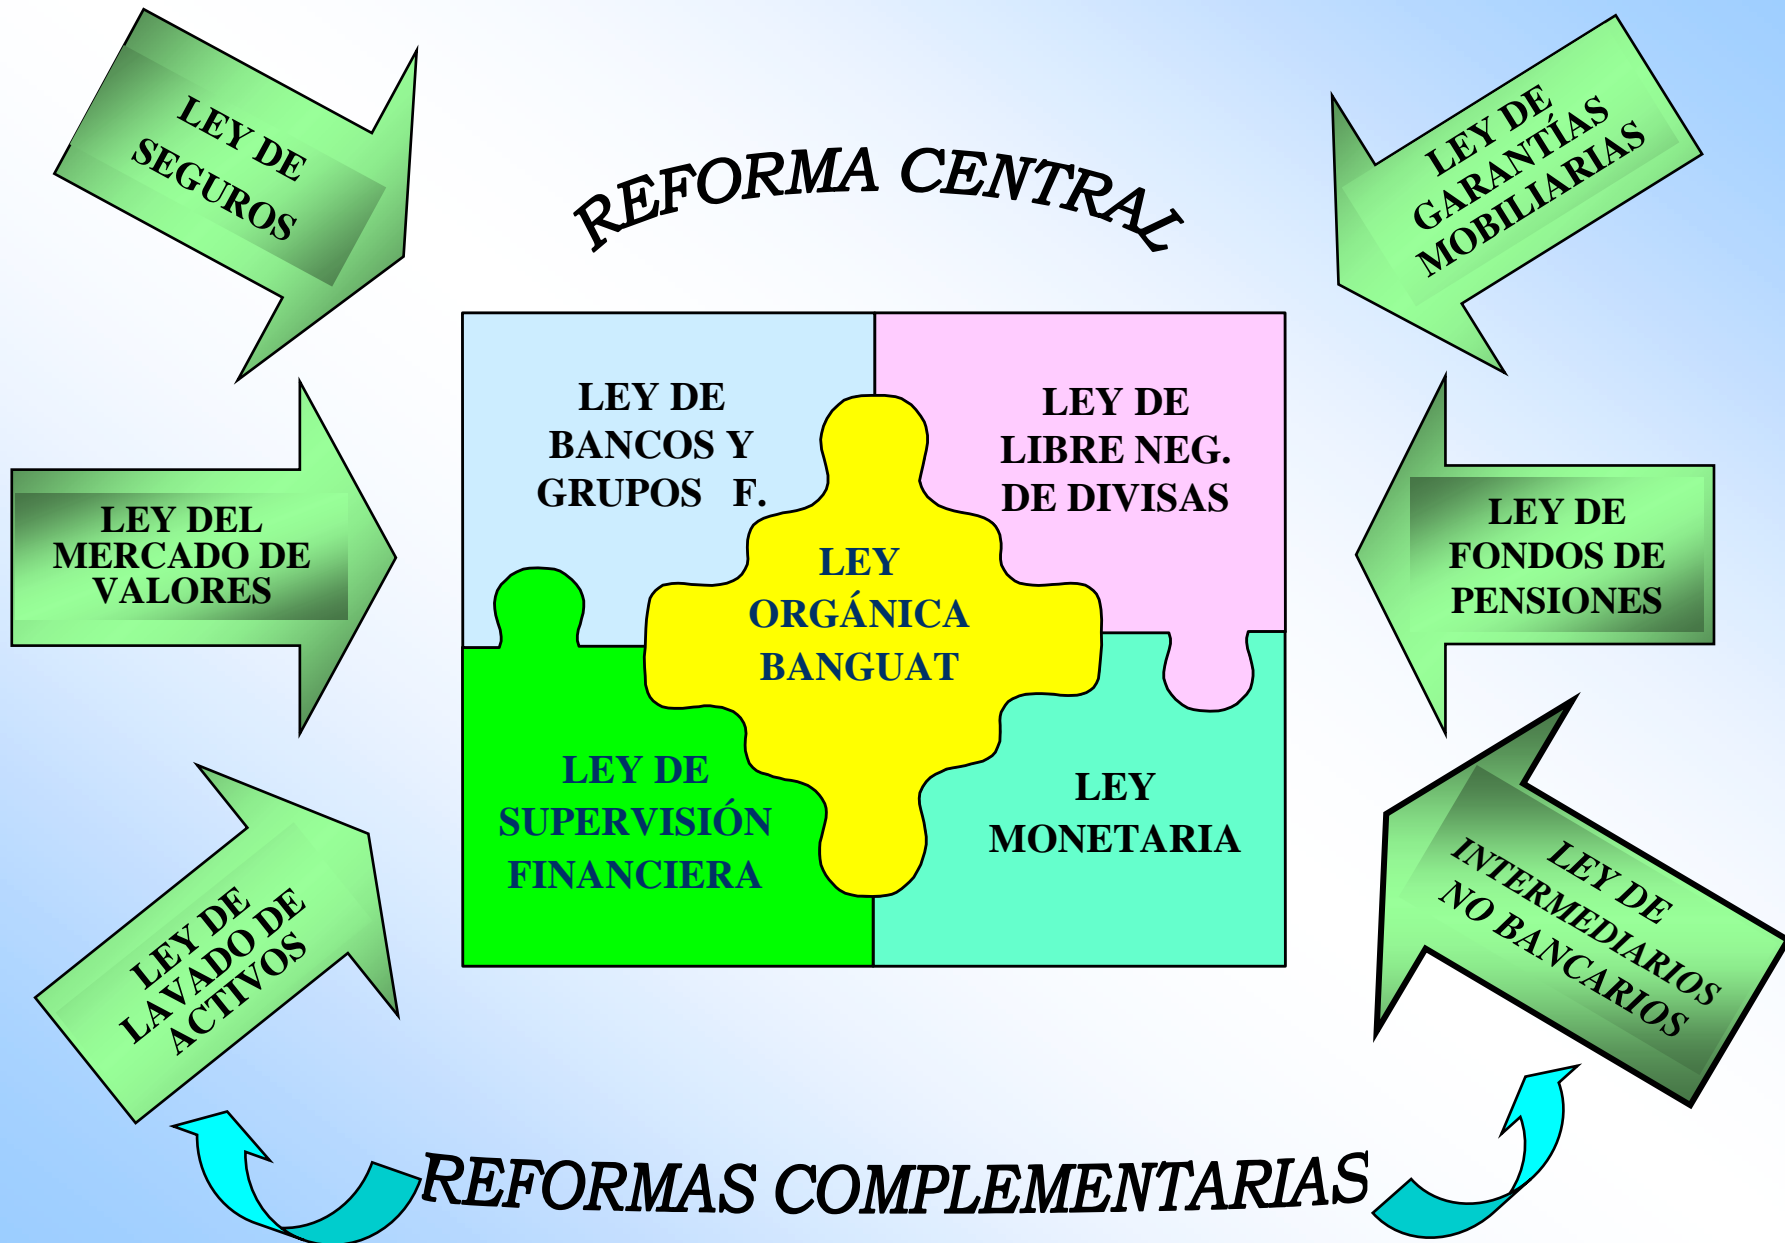 LEY DE
SEGUROS
REFORMA CENTRAL
LEY DE
GARANTÍAS
MOBILIARIAS
LEY DE
BANCOS Y
GRUPOS F.
LEY DE
LIBRE NEG.
DE DIVISAS
LEY DEL
MERCADO DE
VALORES
LEY
ORGÁNICA
BANGUAT
LEY DE
FONDOS DE
PENSIONES
LEY DE
SUPERVISIÓN
FINANCIERA
LEY
MONETARIA
LEY DE
LAVADO DE
ACTIVOS
LEY DE
INTERMEDIARIOS
NO BANCARIOS
REFORMAS COMPLEMENTARIAS